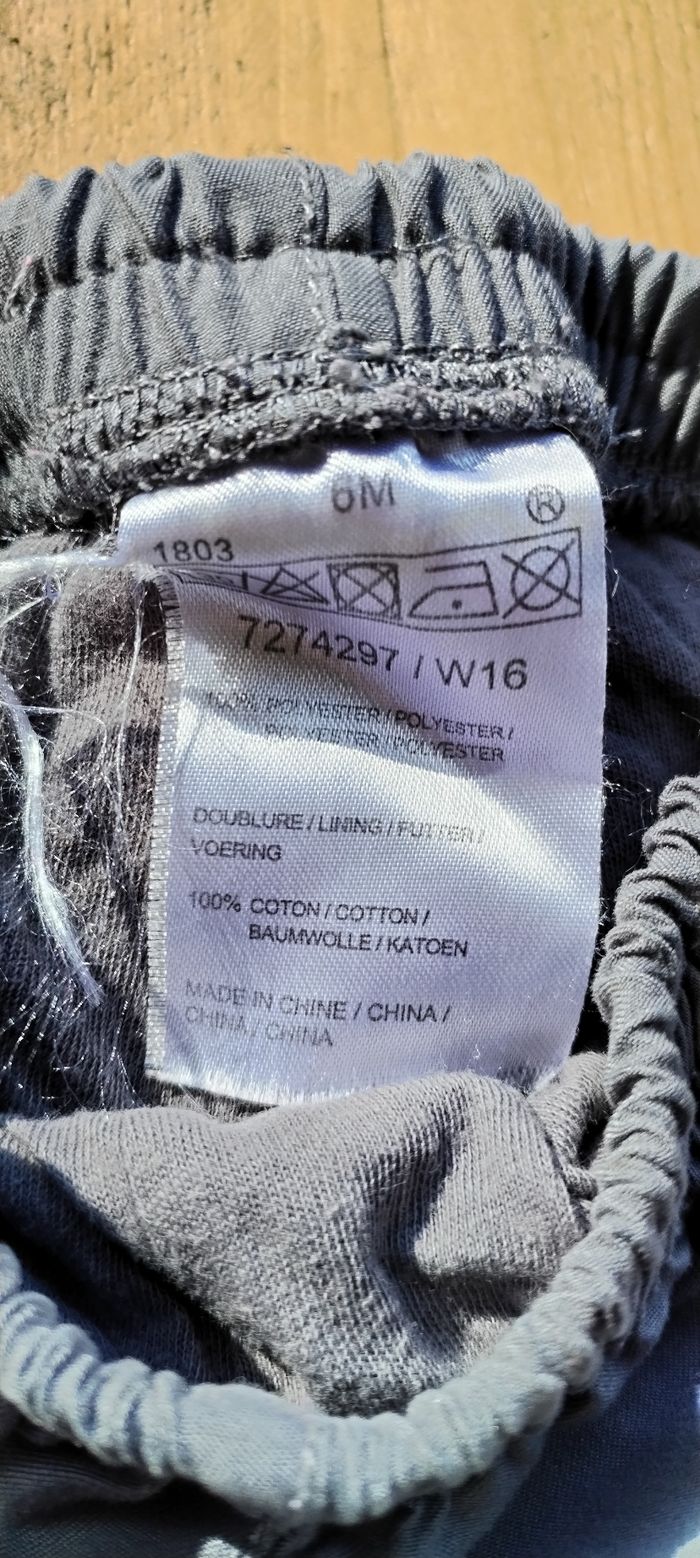 6M
®
1803
7274297 / W16
100% POLYESTER / POLYESTER /
POLYESTER / POLYESTER
DOUBLURE / LINING / FUTTER /
VOERING
100% COTON / COTTON /
BAUMWOLLE / KATOEN
MADE IN CHINE / CHINA /
CHINA / CHINA